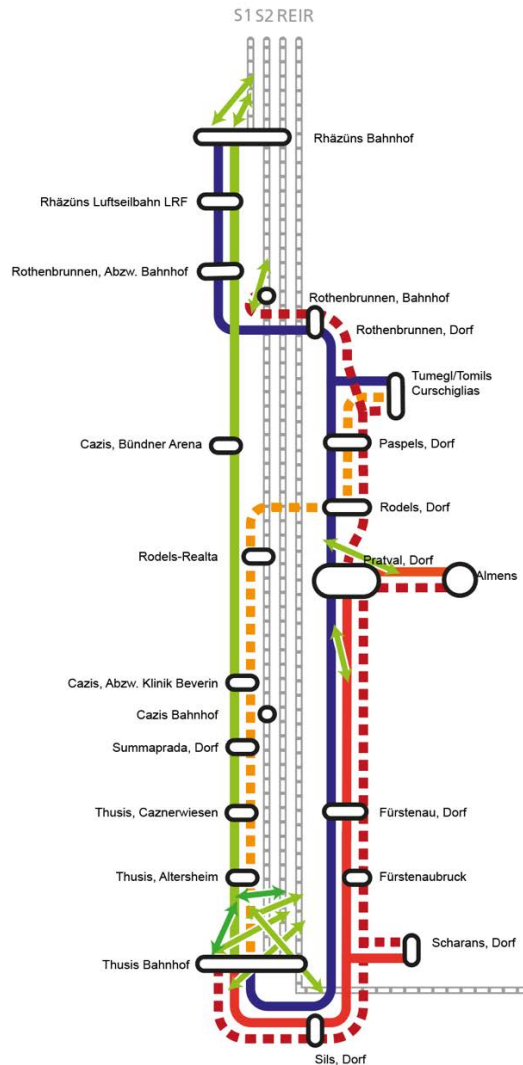 S1 S2 RE IR
Rhäzüns Bahnhof
Rhäzüns Luftseilbahn LRF
Rothenbrunnen, Abzw. Bahnhof
Rothenbrunnen, Bahnhof
Rothenbrunnen, Dorf
Tumegl/Tomils
Curschiglias
Cazis, Bündner Arena
Paspels, Dorf
Rodels, Dorf
Rodels-Realta
Pratval, Dorf
Almens
Cazis, Abzw. Klinik Beverin
Cazis Bahnhof
Summaprada, Dorf
Thusis, Caznerwiesen
Fürstenau, Dorf
Thusis, Altersheim
Fürstenaubruck
Scharans, Dorf
Thusis Bahnhof
Sils, Dorf